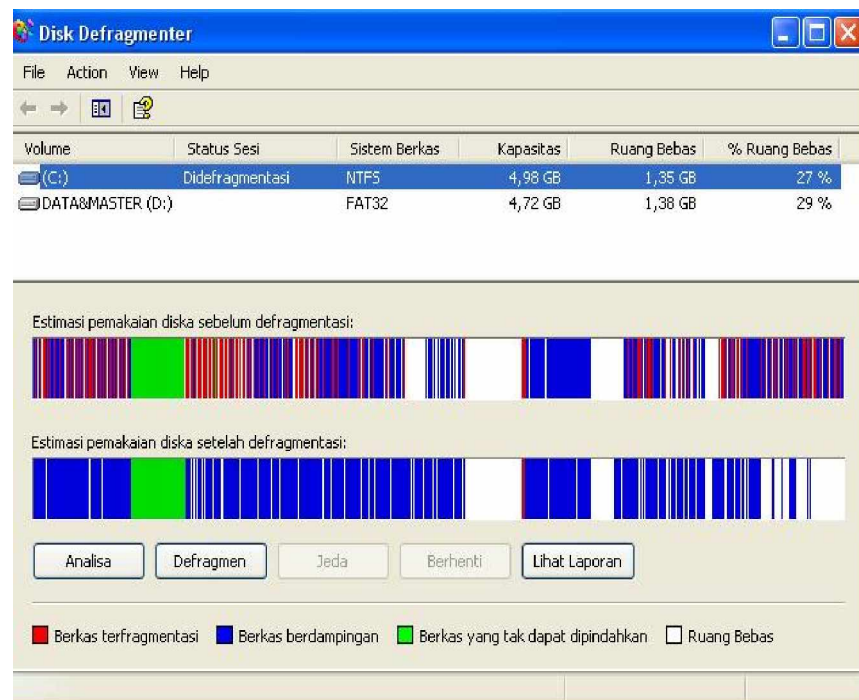 Disk Defragmenter
File Action View Help
Volume Status Sesi Sistem Berkas Kapasitas Ruang Bebas % Ruang Bebas
(C:) Didefragmentasi NTFS 4,98 GB 1,35 GB 27 %
DATA&MASTER (D:) FAT32 4,72 GB 1,38 GB 29 %
Estimasi pemakaian diska sebelum defragmentasi:
Estimasi pemakaian diska setelah defragmentasi:
Analisa Defragmen Jeda Berhenti Lihat Laporan
Berkas terfragmentasi Berkas berdampingan Berkas yang tak dapat dipindahkan Ruang Bebas